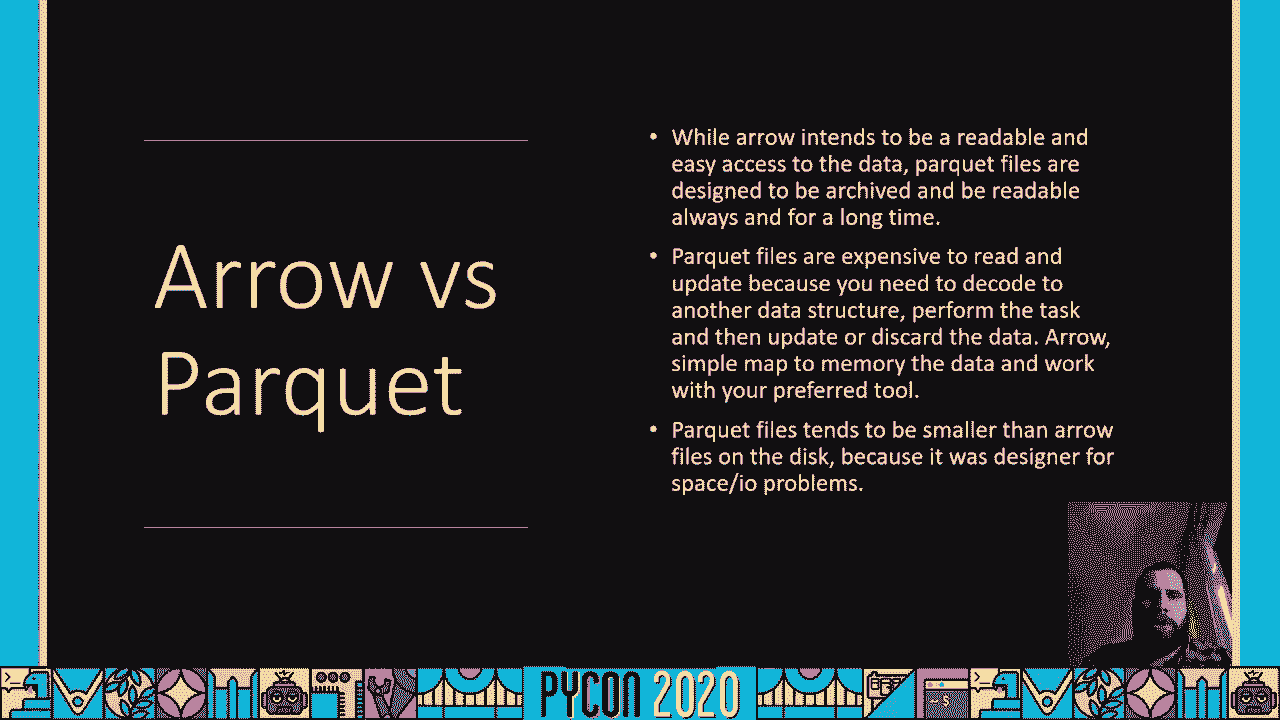 Arrow vs
Parquet
• While arrow intends to be a readable and
easy access to the data, parquet files are
designed to be archived and be readable
always and for a long time.
• Parquet files are expensive to read and
update because you need to decode to
another data structure, perform the task
and then update or discard the data. Arrow,
simple map to memory the data and work
with your preferred tool.
• Parquet files tends to be smaller than arrow
files on the disk, because it was designer for
space/io problems.
PYCON 2020